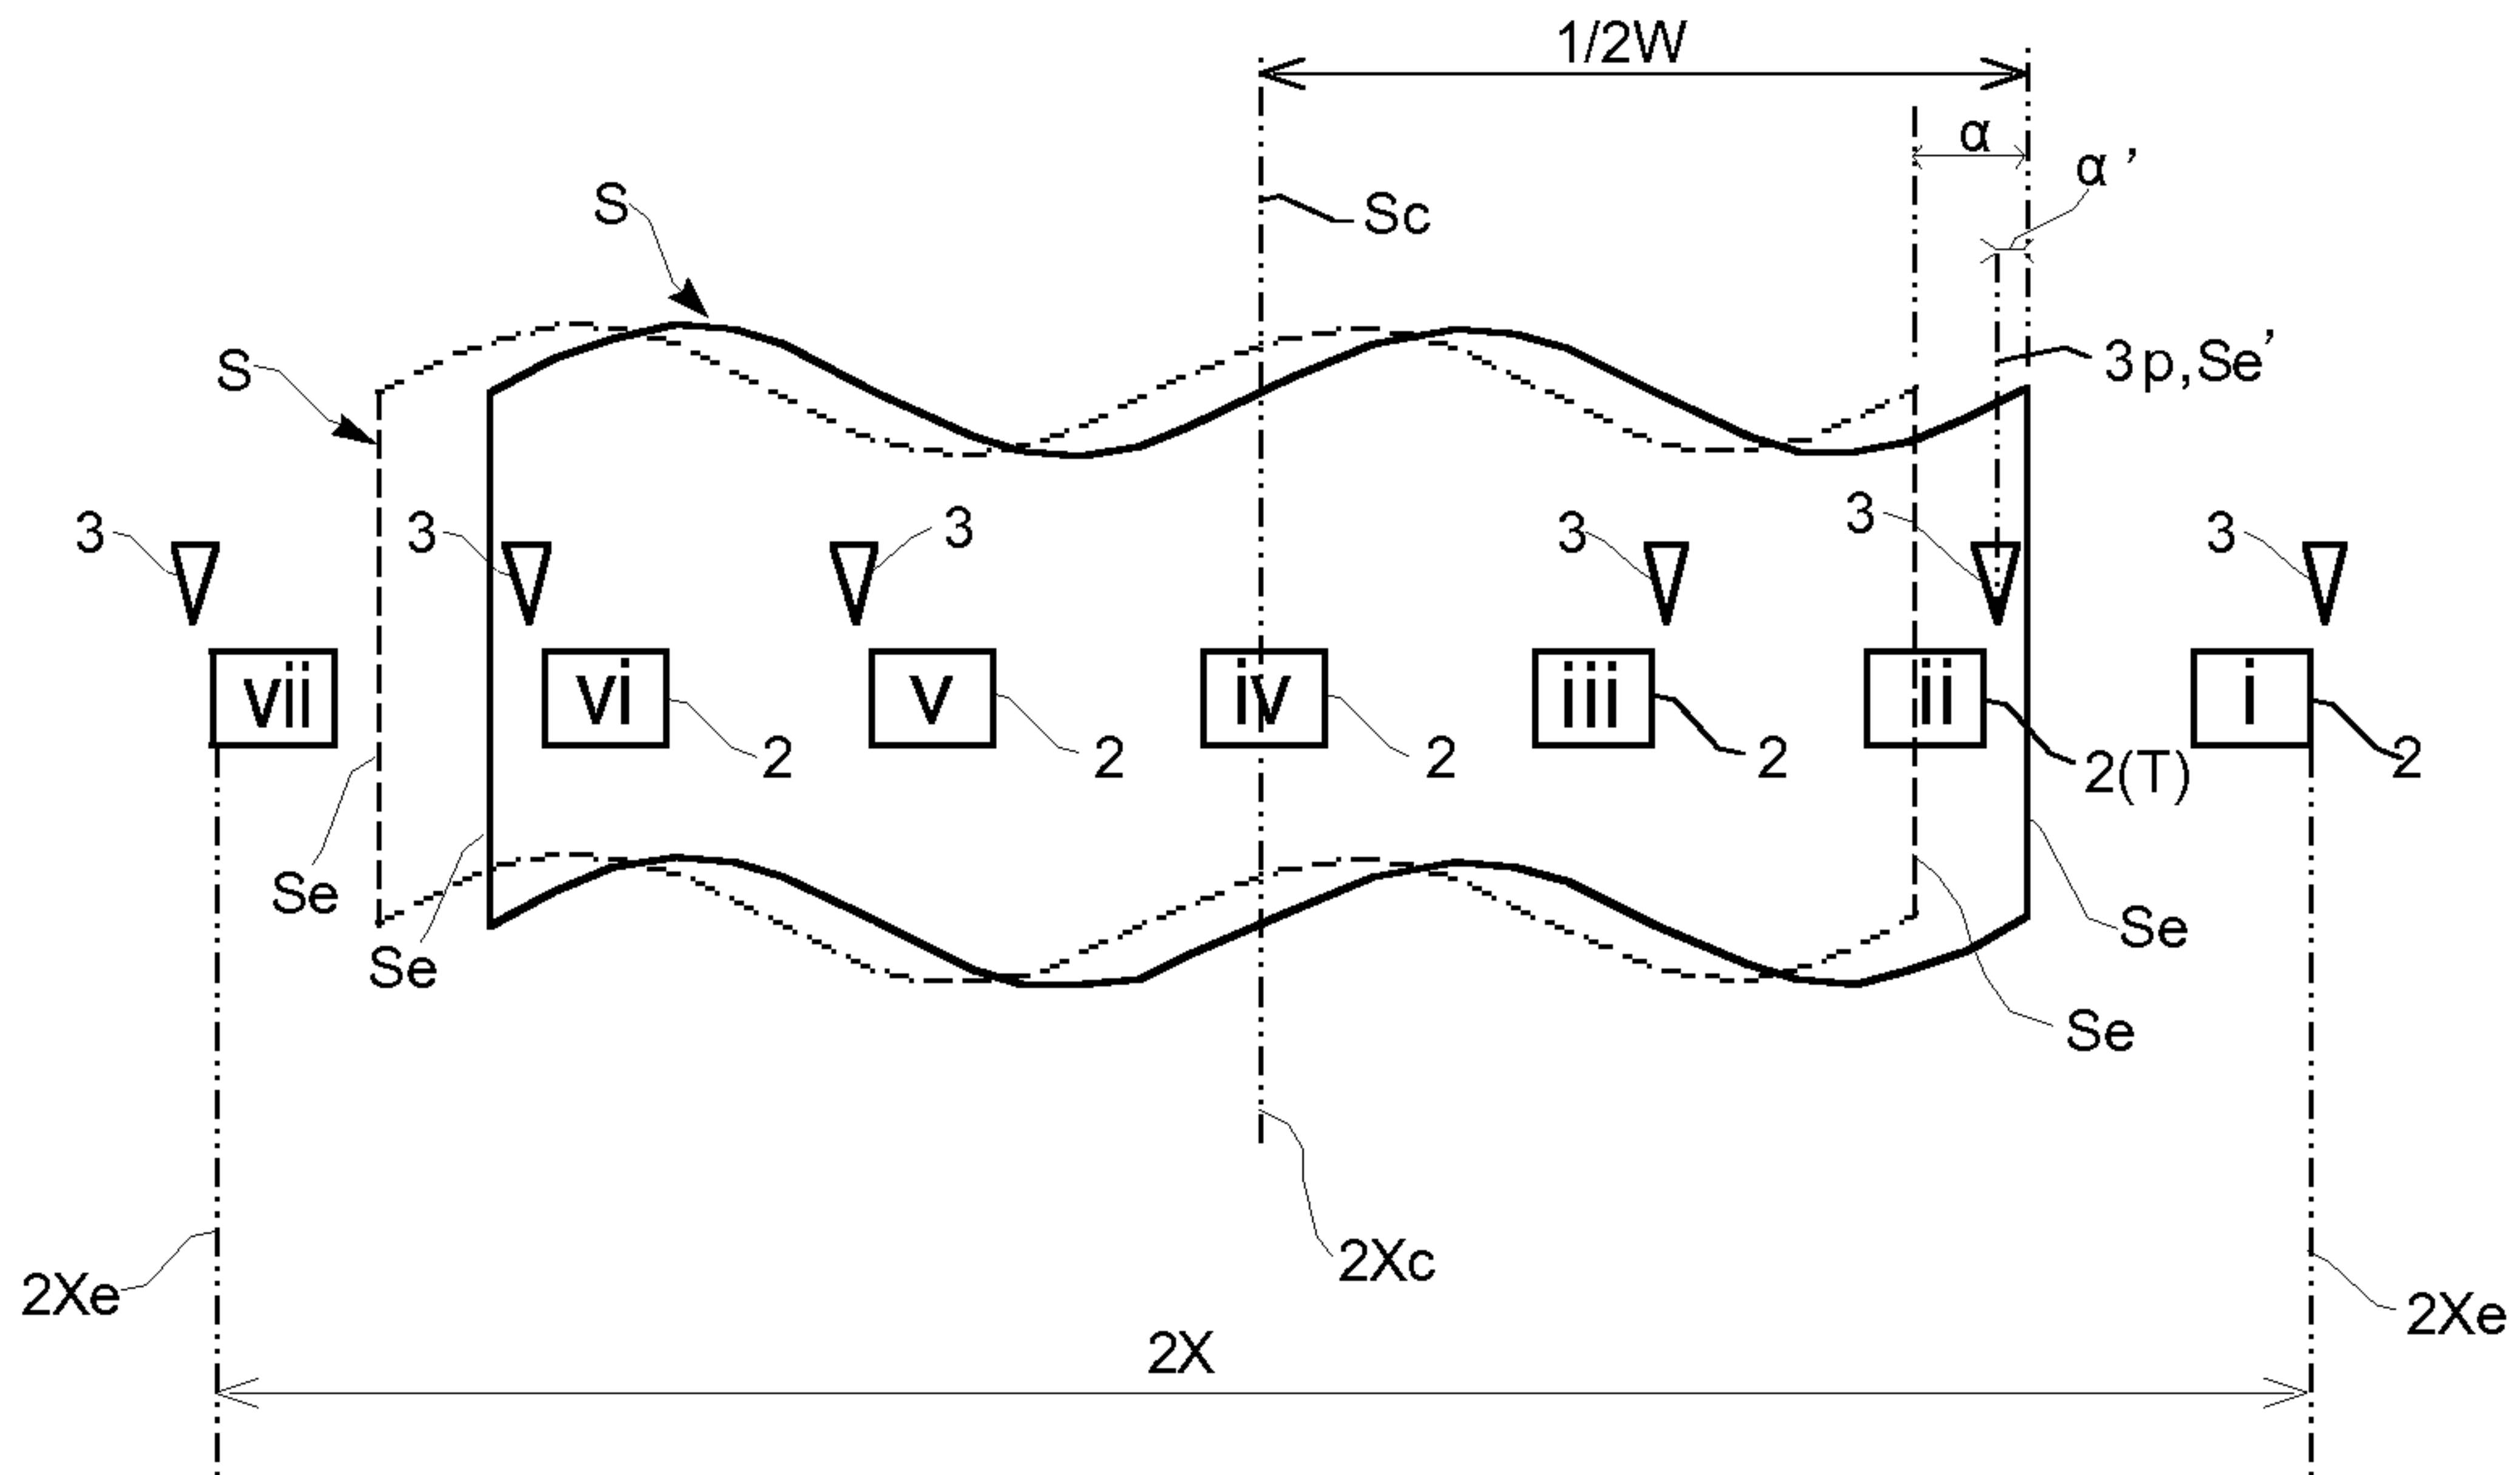 1/2W
α
α’
S
Sc
S
3p,Se’
3
3
3
3
3
3
vii
vi
v
iv
iii
ii
i
2
2
2
2
2(T)
2
Se
Se
Se
Se
2Xc
2Xe
2Xe
2X